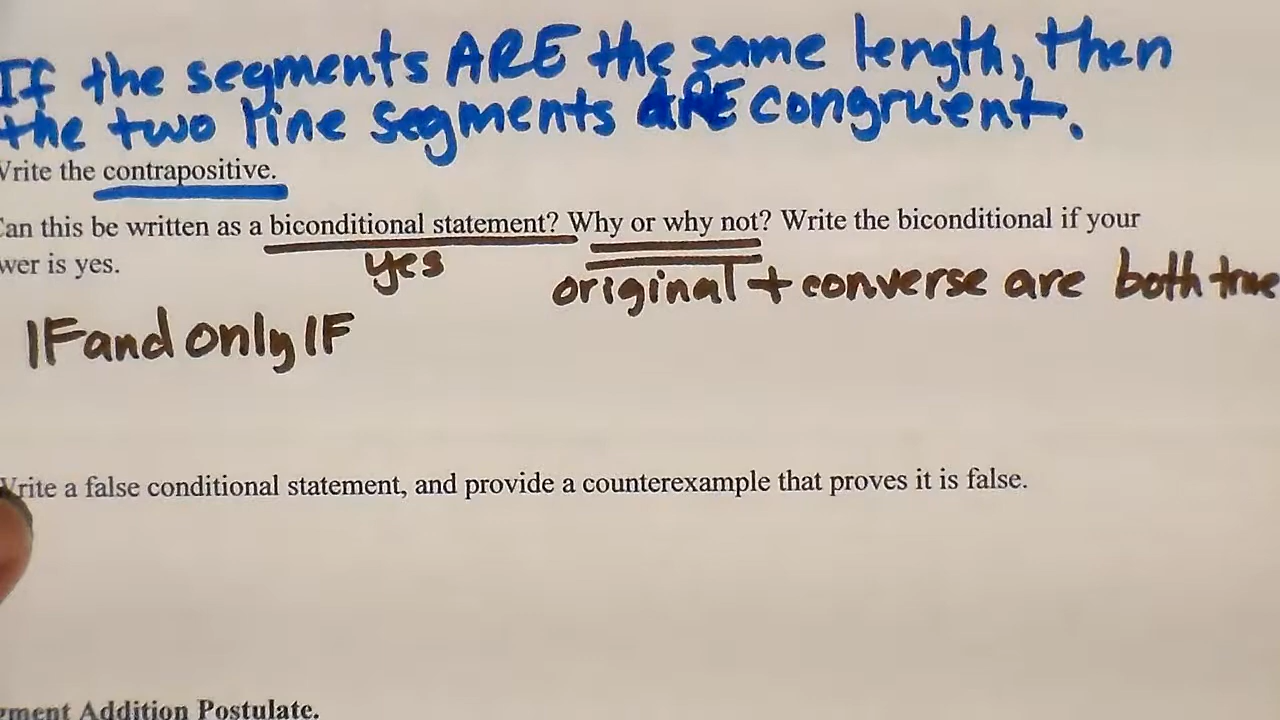 If the segments ARE the same length, then
the two line segments ARE congruent.
Write the contrapositive.
Can this be written as a biconditional statement? Why or why not? Write the biconditional if your
wer is yes.
yes
original + converse are both true
IF and only IF
Write a false conditional statement, and provide a counterexample that proves it is false.
gment Addition Postulate.